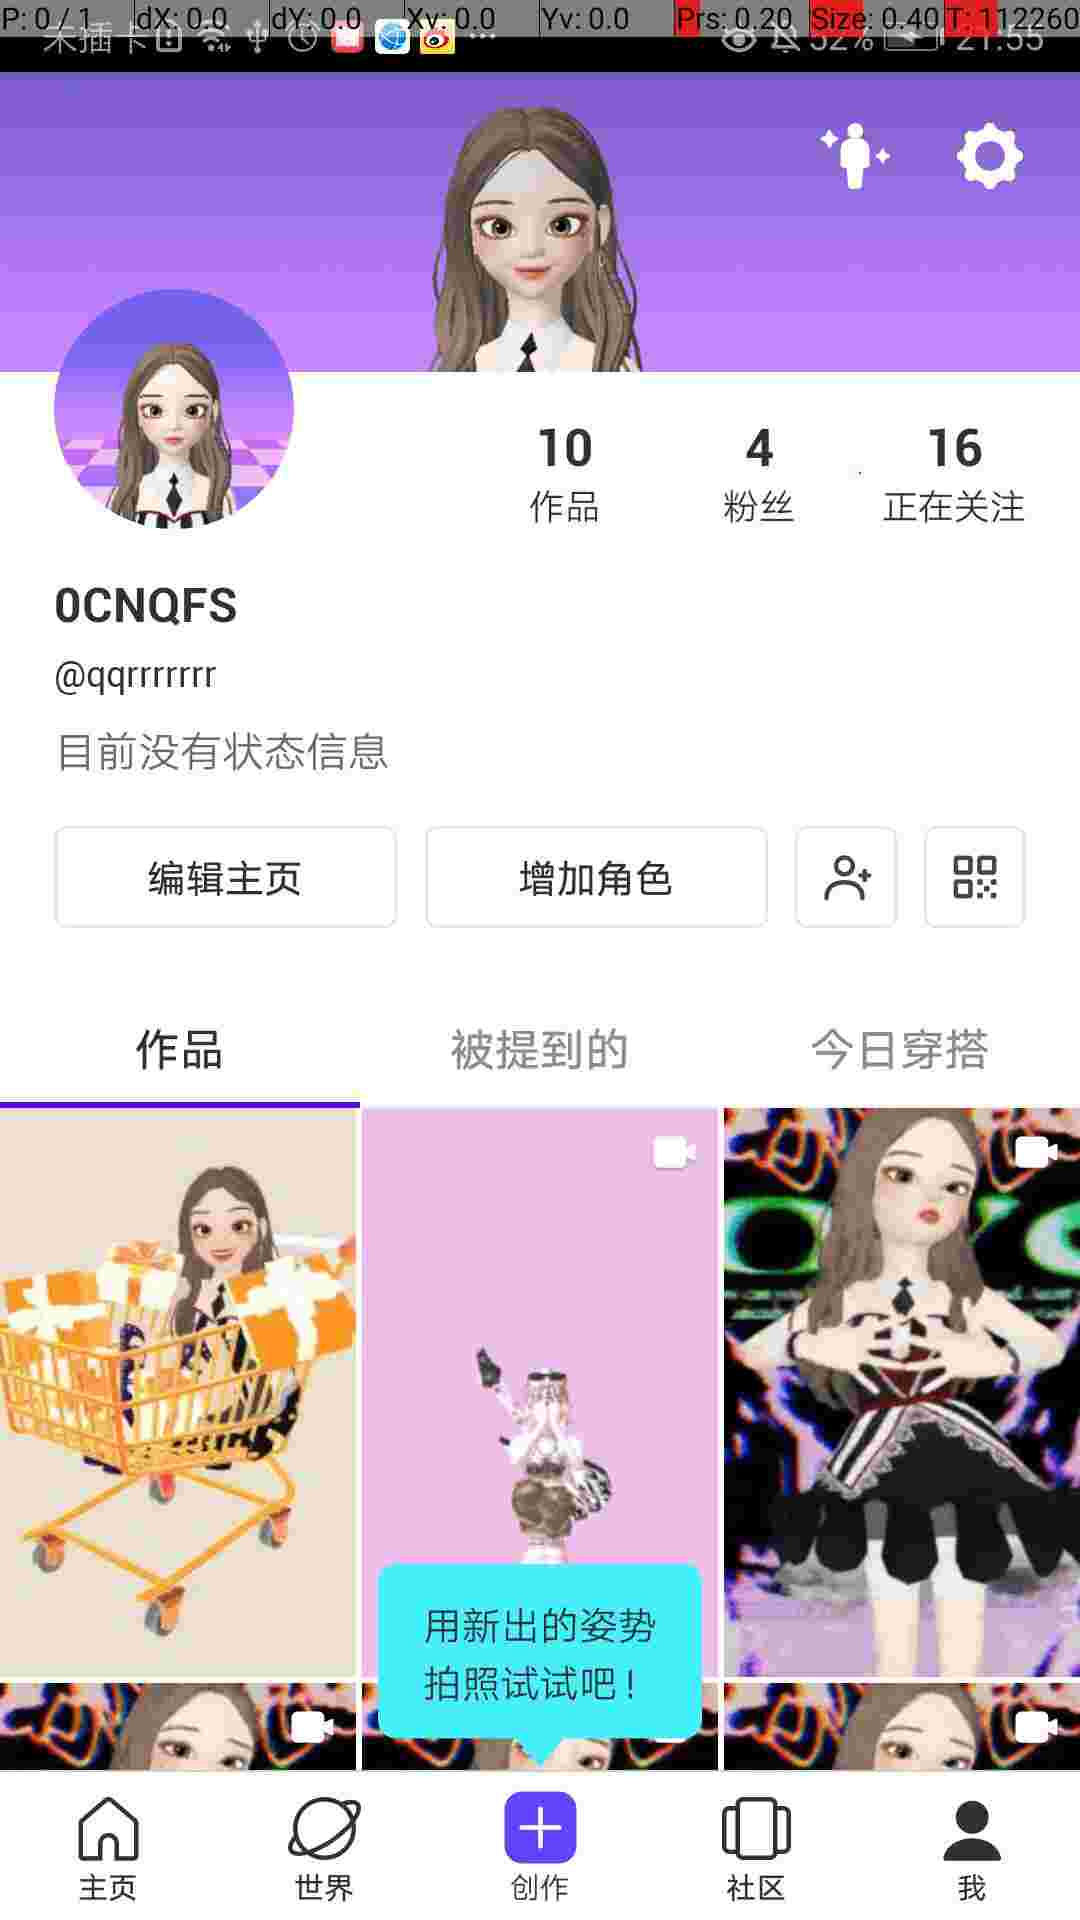 P: 0 / 1 dX: 0.0 dY: 0.0 Xv: 0.0 Yv: 0.0 Prs: 0.20 Size: 0.40 T: 112260
未插卡 52% 21:55
10 4 16
作品 粉丝 正在关注
0CNQFS
@qqrrrrrrr
目前没有状态信息
编辑主页 增加角色
作品 被提到的 今日穿搭
用新出的姿势
拍照试试吧！
主页 世界 创作 社区 我